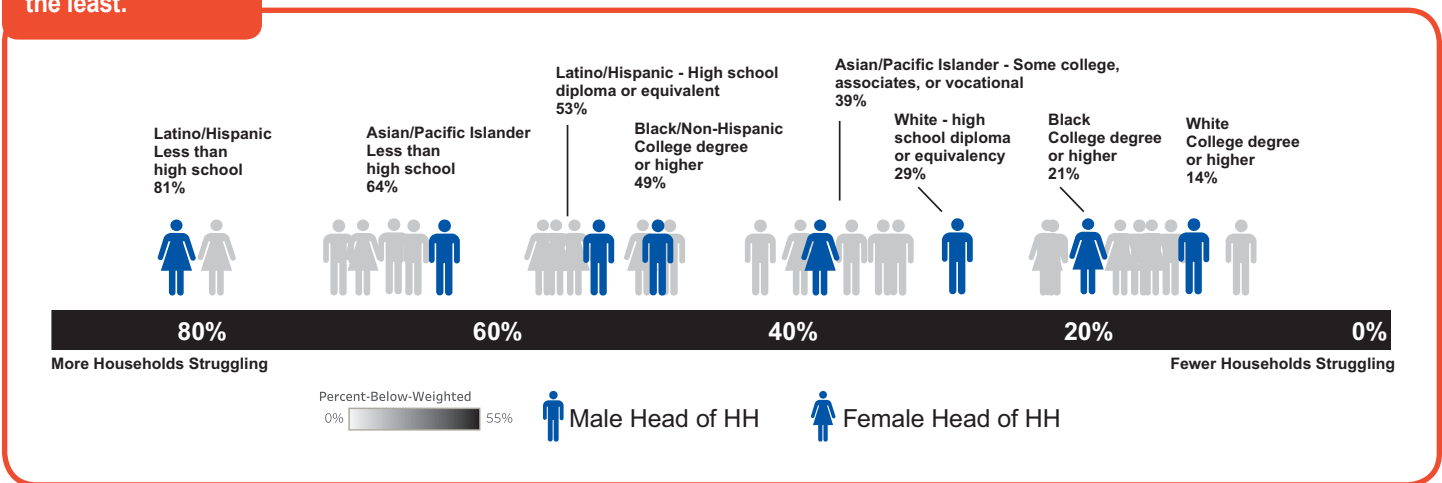 the least.
Latino/Hispanic
Less than
high school
81%
Asian/Pacific Islander
Less than
high school
64%
Latino/Hispanic - High school
diploma or equivalent
53%
Black/Non-Hispanic
College degree
or higher
49%
Asian/Pacific Islander - Some college,
associates, or vocational
39%
White - high
school diploma
or equivalency
29%
Black
College degree
or higher
21%
White
College degree
or higher
14%
80%
60%
40%
20%
0%
More Households Struggling
Fewer Households Struggling
Percent-Below-Weighted
0%
55%
Male Head of HH
Female Head of HH